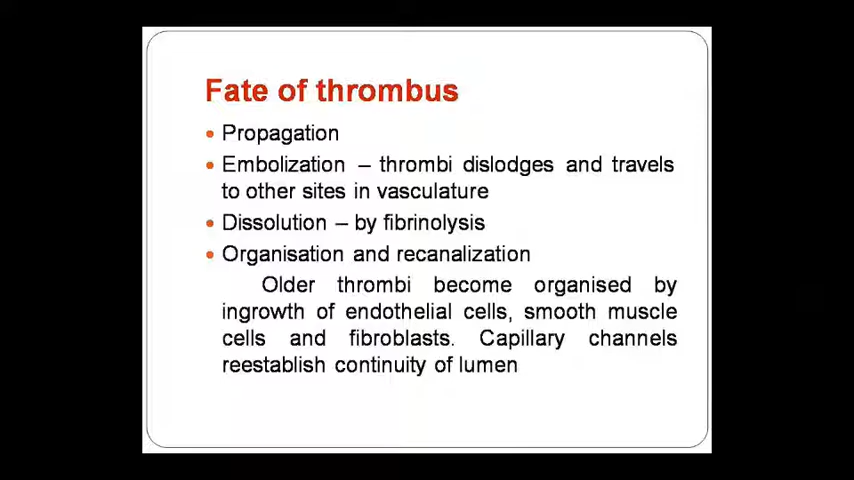 Fate of thrombus
• Propagation
• Embolization – thrombi dislodges and travels
to other sites in vasculature
• Dissolution – by fibrinolysis
• Organisation and recanalization
Older thrombi become organised by
ingrowth of endothelial cells, smooth muscle
cells and fibroblasts. Capillary channels
reestablish continuity of lumen